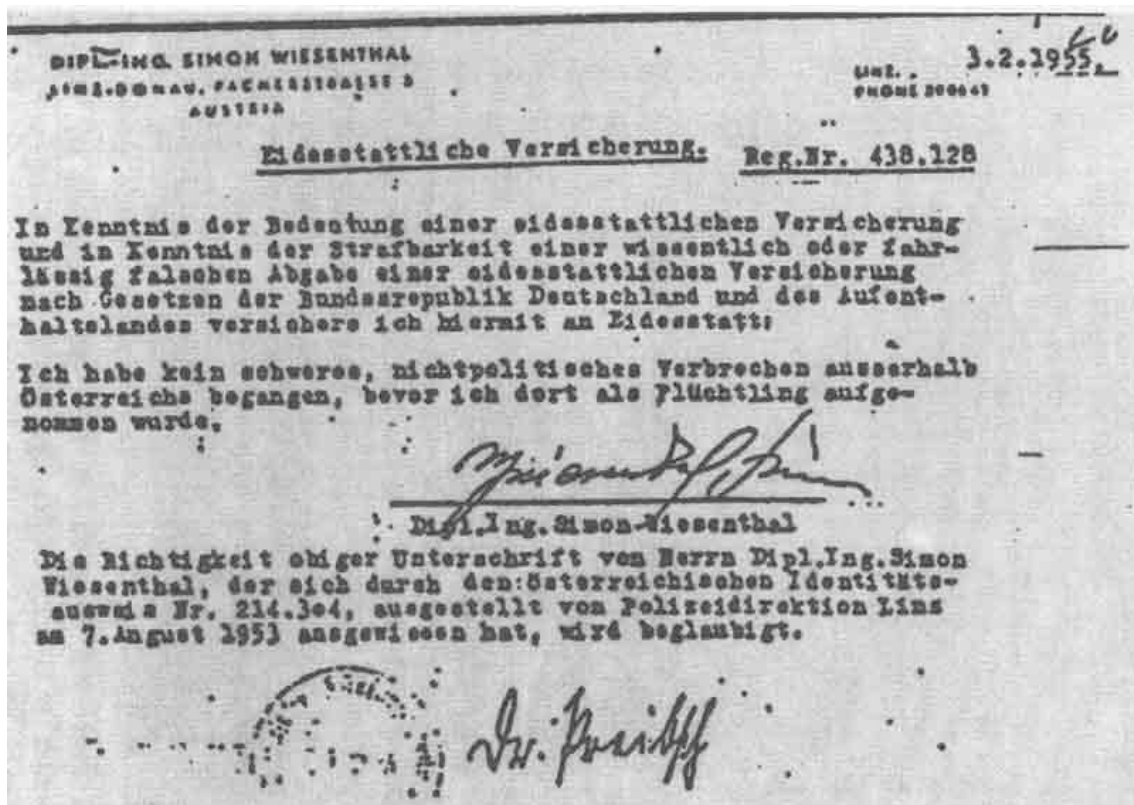 DIPL.-ING. SIMON WIESENTHAL
AUSTRIA
LINZ,
3.2.1955.
PHONE
Eidesstattliche Versicherung. Reg.Nr. 438.128
In Kenntnis der Bedeutung einer eidesstattlichen Versicherung
und in Kenntnis der Strafbarkeit einer wissentlich oder fahr-
lässig falschen Abgabe einer eidesstattlichen Versicherung
nach Gesetzen der Bundesrepublik Deutschland und des Aufent-
haltslandes versichere ich hiermit an Eidesstatt:
Ich habe kein schweres, nichtpolitisches Verbrechen ausserhalb
Österreichs begangen, bevor ich dort als Flüchtling aufge-
nommen wurde.
Dipl.Ing.Simon Wiesenthal
Die Richtigkeit obiger Unterschrift von Herrn Dipl.Ing.Simon
Wiesenthal, der sich durch den österreichischen Identitäts-
ausweis Nr. 214.304, ausgestellt von Polizeidirektion Linz
am 7.August 1953 ausgewiesen hat, wird beglaubigt.
Dr.